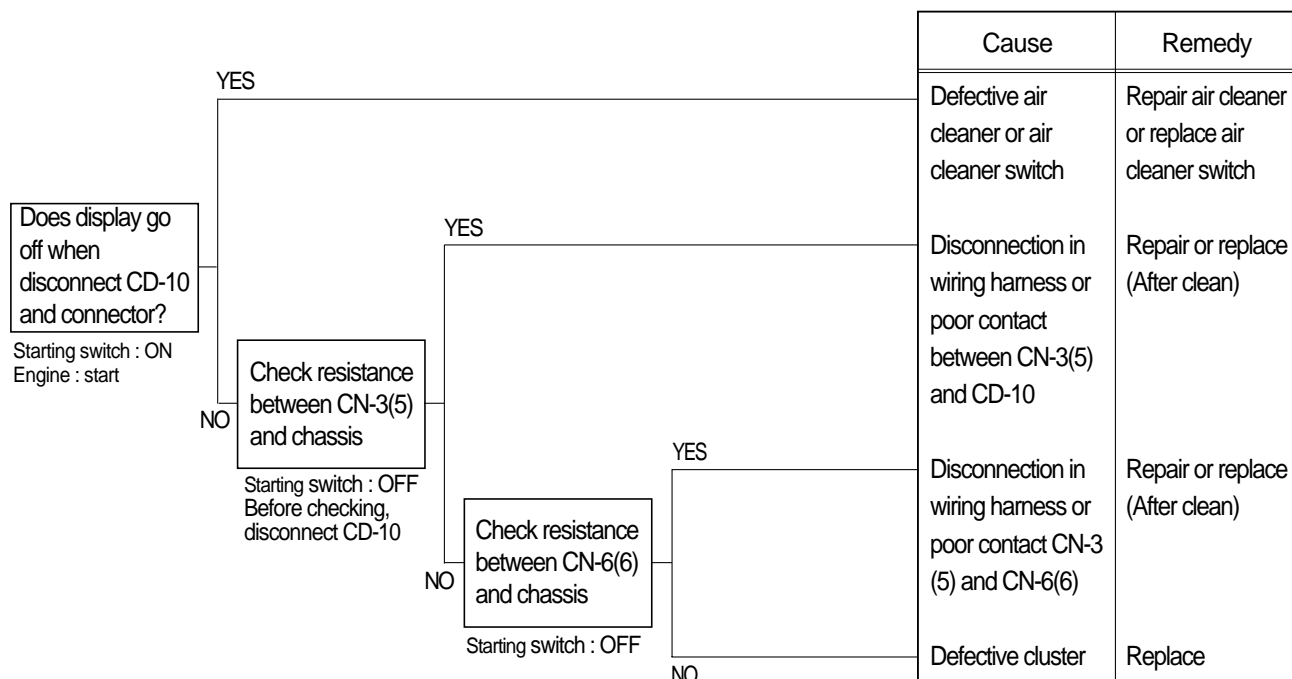 Cause
Remedy
YES
Defective air
cleaner or air
cleaner switch
Repair air cleaner
or replace air
cleaner switch
Does display go
off when
disconnect CD-10
and connector?
Starting switch : ON
Engine : start
YES
Disconnection in
wiring harness or
poor contact
between CN-3(5)
and CD-10
Repair or replace
(After clean)
NO
Check resistance
between CN-3(5)
and chassis
Starting switch : OFF
Before checking,
disconnect CD-10
YES
Disconnection in
wiring harness or
poor contact CN-3
(5) and CN-6(6)
Repair or replace
(After clean)
NO
Check resistance
between CN-6(6)
and chassis
Starting switch : OFF
NO
Defective cluster
Replace